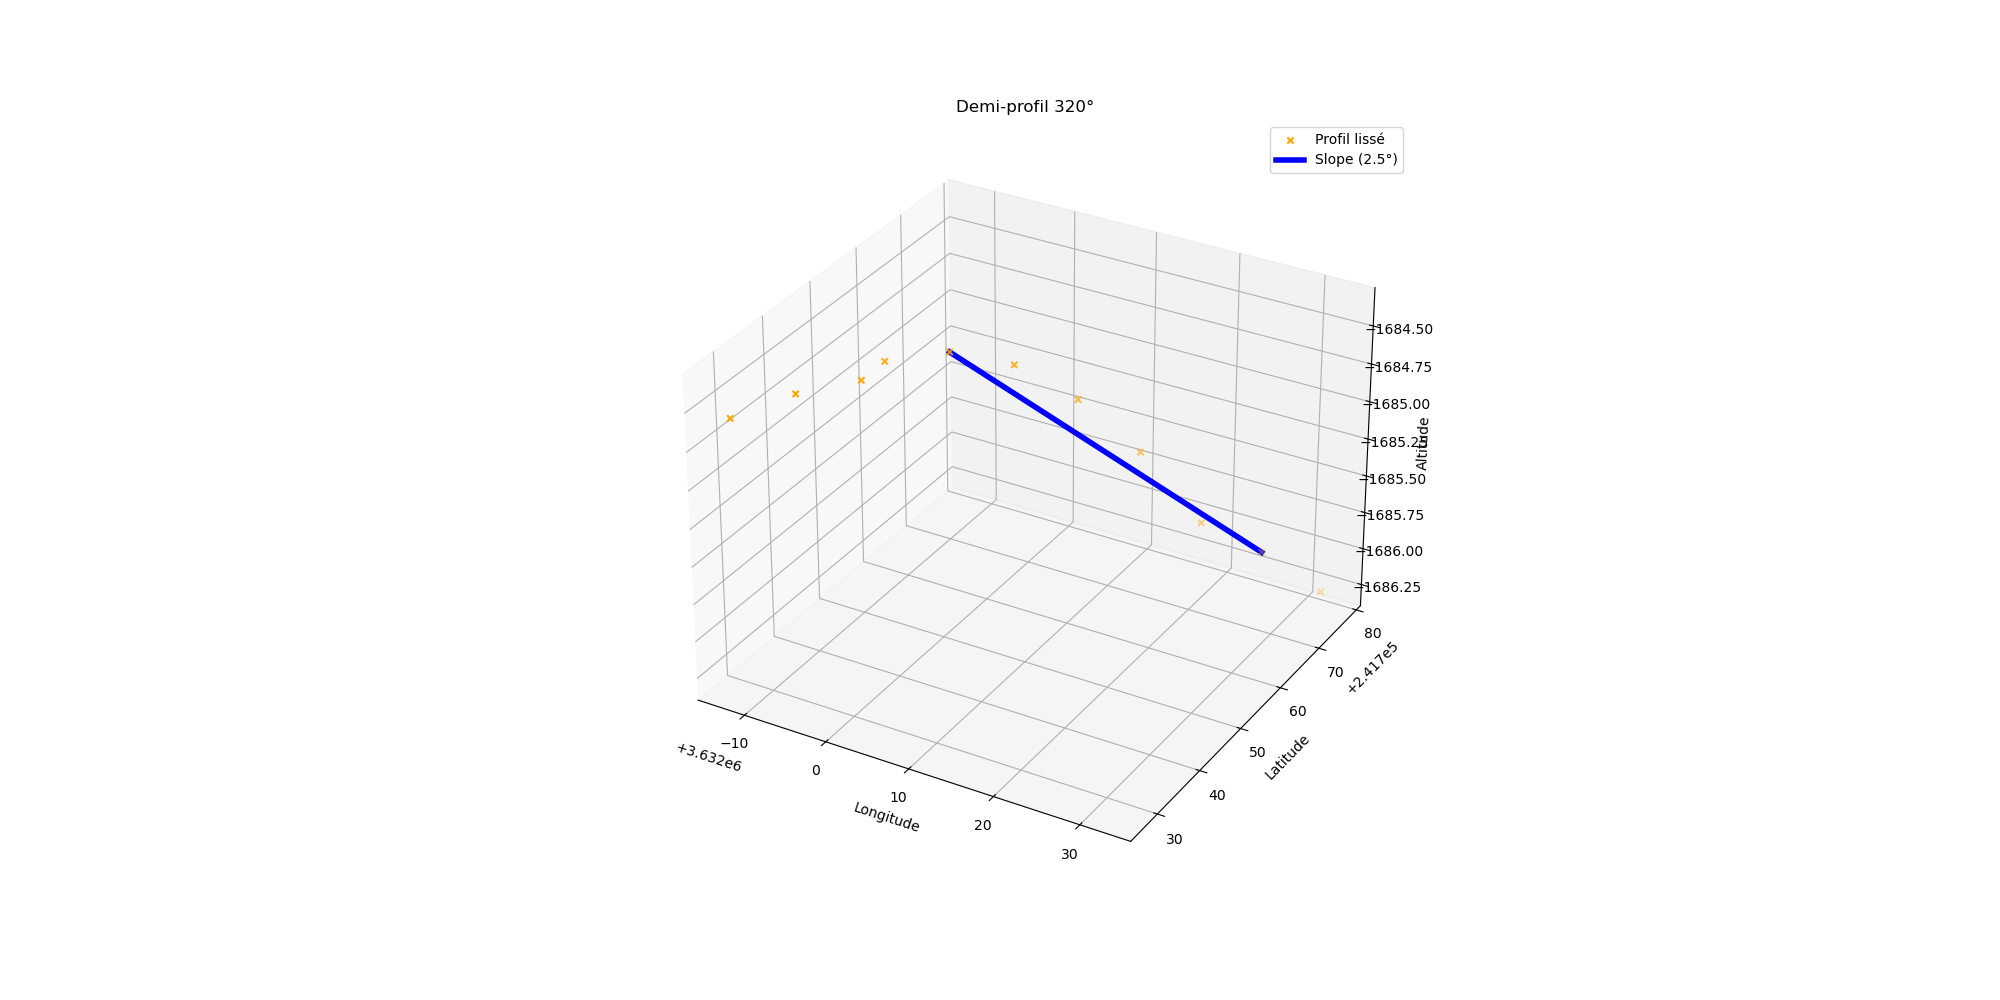 Demi-profil 320°
Profil lissé
Slope (2.5°)
−1684.50
−1684.75
−1685.00
−1685.25
−1685.50
−1685.75
−1686.00
−1686.25
Altitude
80
70
60
50
40
30
+2.417e5
Latitude
−10
0
10
20
30
+3.632e6
Longitude